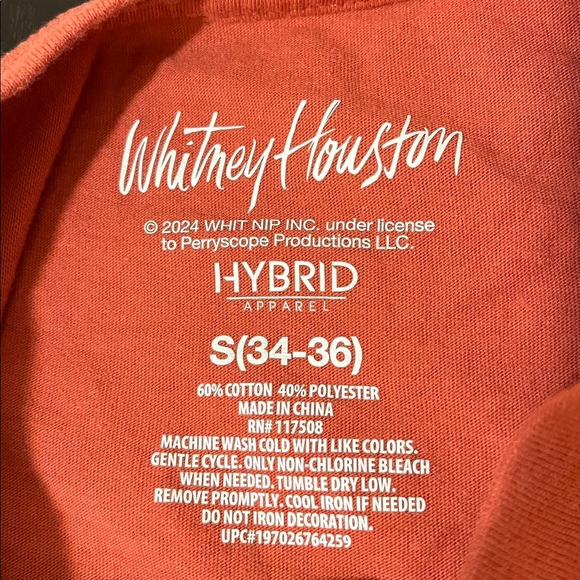 Whitney Houston
© 2024 WHIT NIP INC. under license
to Perryscope Productions LLC.
HYBRID
APPAREL
S(34-36)
60% COTTON 40% POLYESTER
MADE IN CHINA
RN# 117508
MACHINE WASH COLD WITH LIKE COLORS.
GENTLE CYCLE. ONLY NON-CHLORINE BLEACH
WHEN NEEDED. TUMBLE DRY LOW.
REMOVE PROMPTLY. COOL IRON IF NEEDED
DO NOT IRON DECORATION.
UPC#197026764259